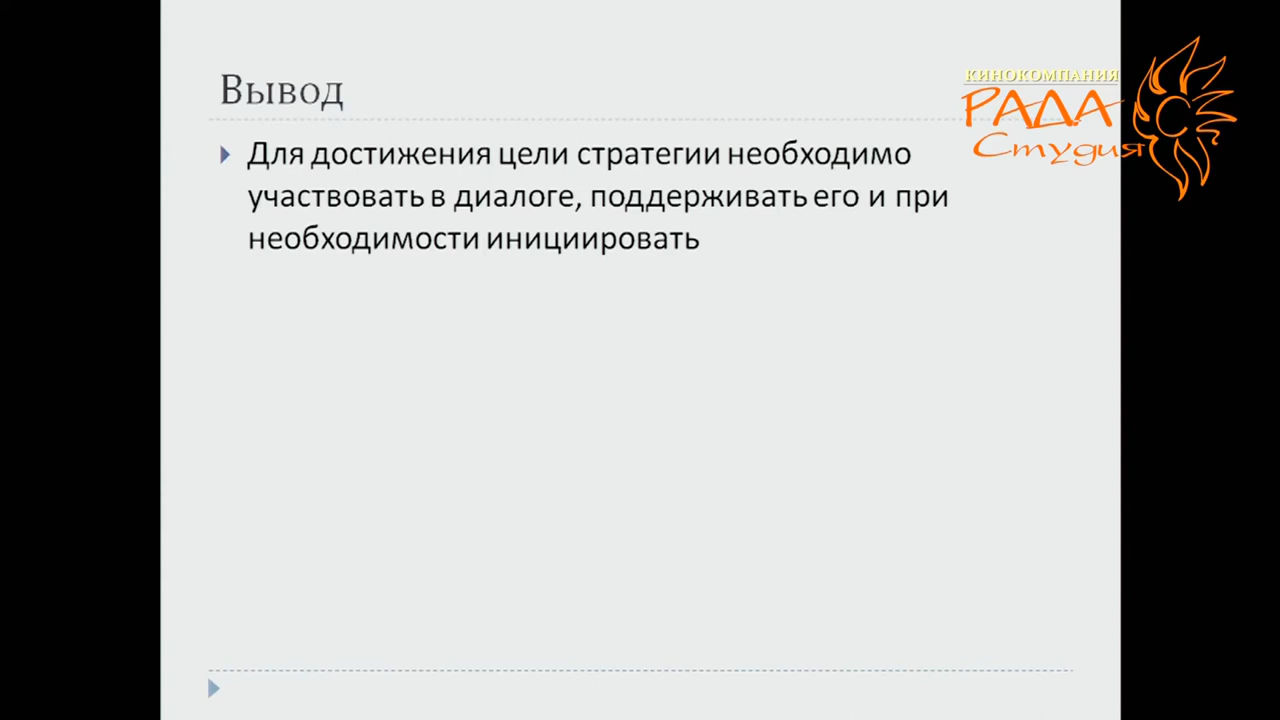 Вывод
КИНОКОМПАНИЯ
РАДА
Студия
Для достижения цели стратегии необходимо
участвовать в диалоге, поддерживать его и при
необходимости инициировать